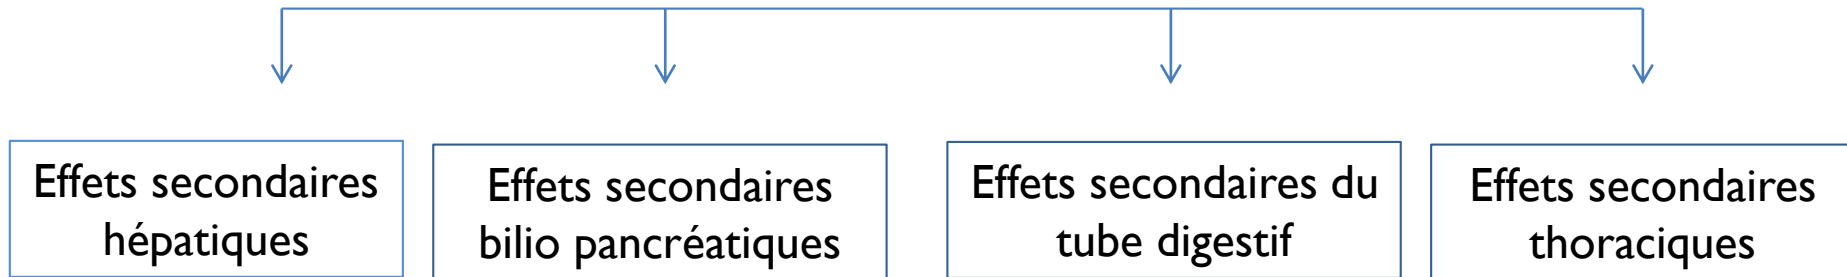 Effets secondaires
hépatiques
Effets secondaires
bilio pancréatiques
Effets secondaires du
tube digestif
Effets secondaires
thoraciques